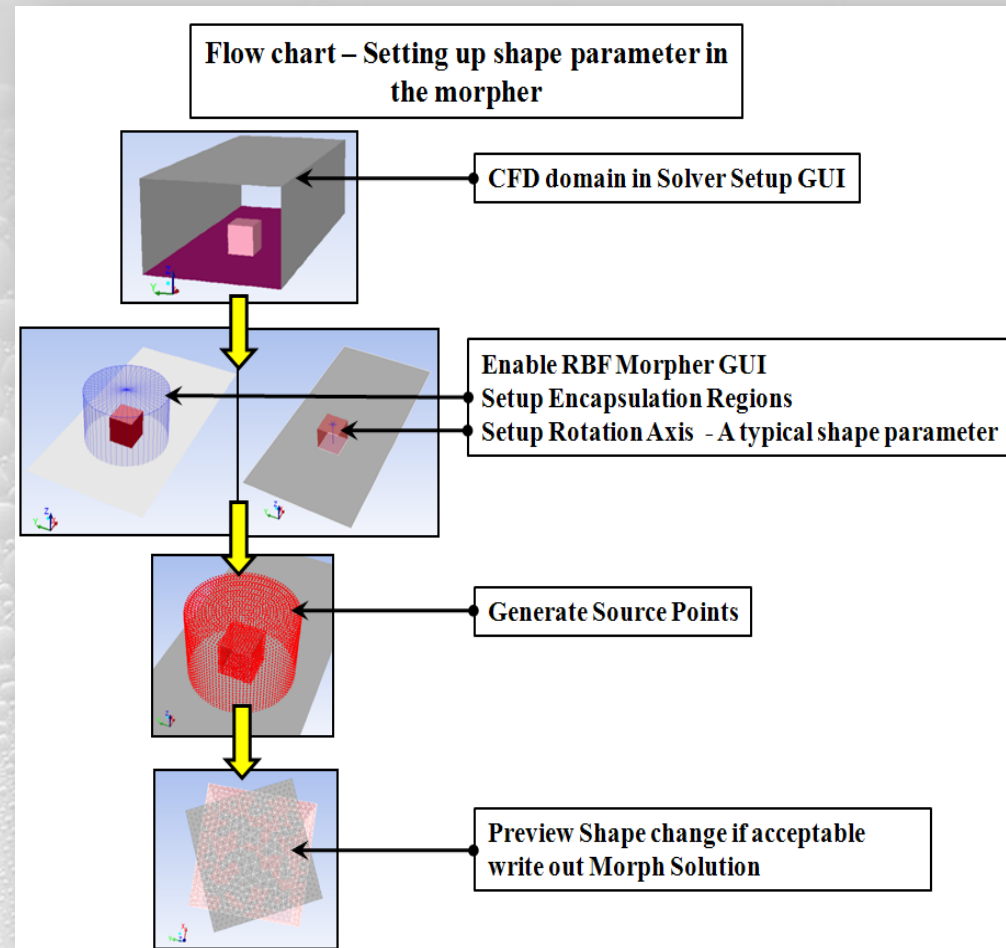 Flow chart – Setting up shape parameter in
the morpher
CFD domain in Solver Setup GUI
Enable RBF Morpher GUI
Setup Encapsulation Regions
Setup Rotation Axis - A typical shape parameter
Generate Source Points
Preview Shape change if acceptable
write out Morph Solution